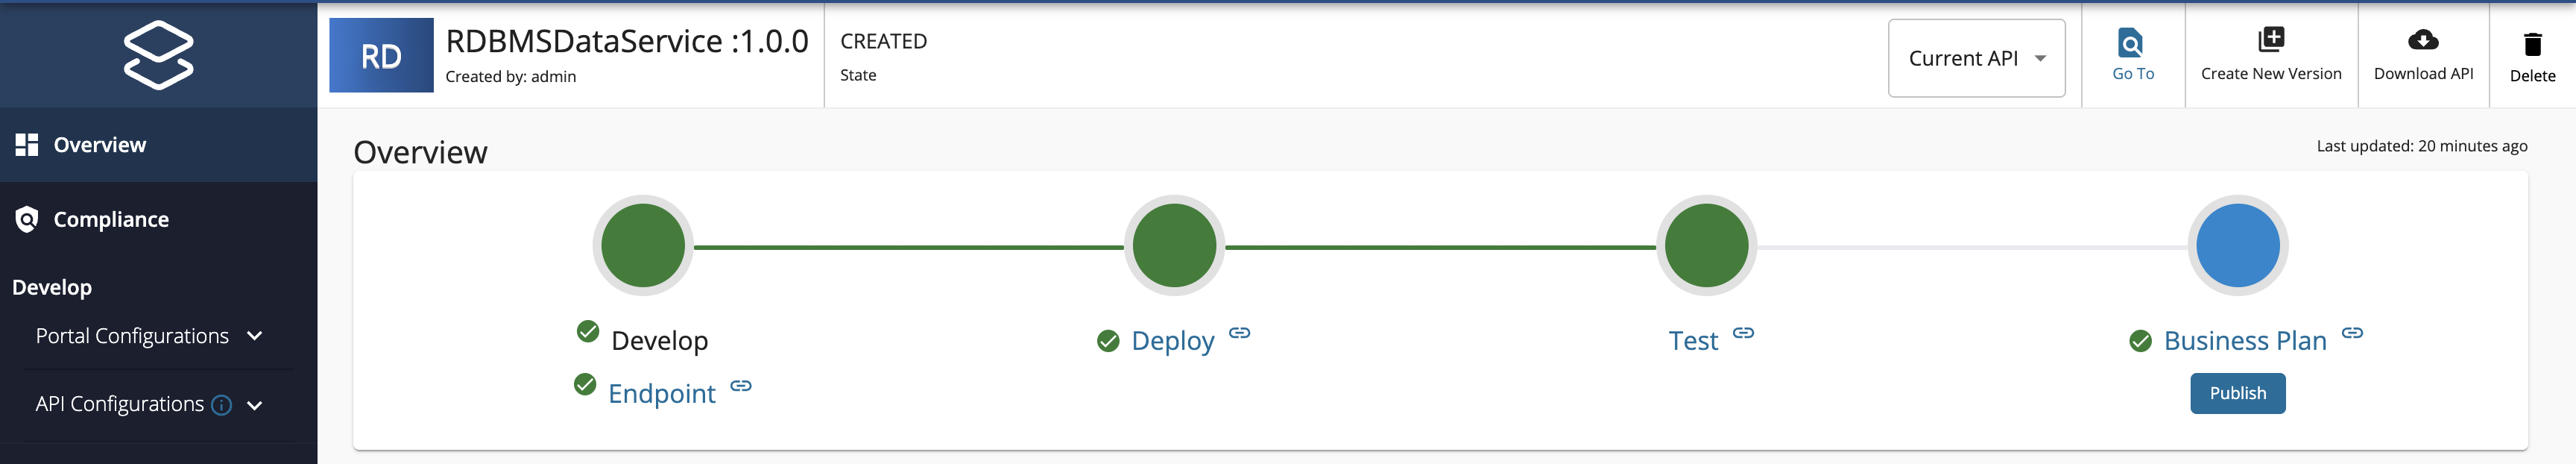 RD
RDBMSDataService :1.0.0
Created by: admin
CREATED
State
Current API
Go To
Create New Version
Download API
Delete
Overview
Compliance
Develop
Portal Configurations
API Configurations
Overview
Last updated: 20 minutes ago
Develop
Endpoint
Deploy
Test
Business Plan
Publish